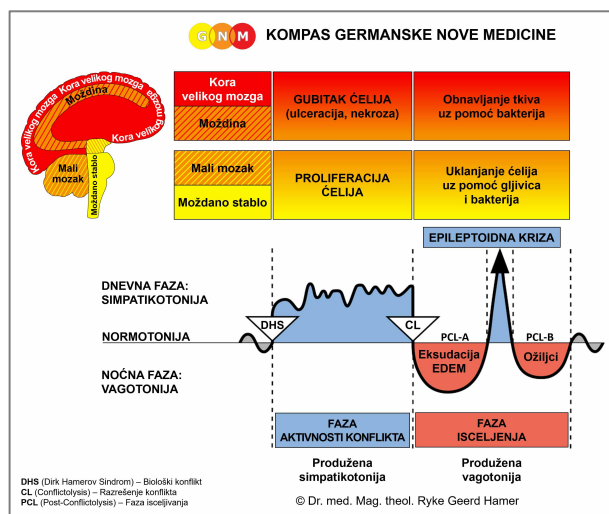 G N M KOMPAS GERMANSKE NOVE MEDICINE
Kora velikog mozga Kora velikog mozga Kora velikog mozga
Kora velikog
Moždina
Mali
mozak
Moždano stablo
Kora
velikog mozga
Moždina
GUBITAK ĆELIJA
(ulceracija, nekroza)
Obnavljanje tkiva
uz pomoć bakterija
Mali mozak
Moždano stablo
PROLIFERACIJA
ĆELIJA
Uklanjanje ćelija
uz pomoć gljivica
i bakterija
EPILEPTOIDNA KRIZA
DNEVNA FAZA:
SIMPATIKOTONIJA
DHS
CL
NORMOTONIJA
PCL-A
PCL-B
NOĆNA FAZA:
VAGOTONIJA
Eksudacija
EDEM
Ožiljci
FAZA
AKTIVNOSTI KONFLIKTA
FAZA
ISCELJENJA
Produžena
simpatikotonija
Produžena
vagotonija
DHS (Dirk Hamerov Sindrom) – Biološki konflikt
CL (Conflictolysis) – Razrešenje konflikta
PCL (Post-Conflictolysis) – Faza isceljivanja
© Dr. med. Mag. theol. Ryke Geerd Hamer